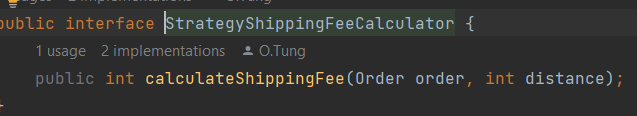 public interface StrategyShippingFeeCalculator {
1 usage 2 implementations O.Tung
public int calculateShippingFee(Order order, int distance);